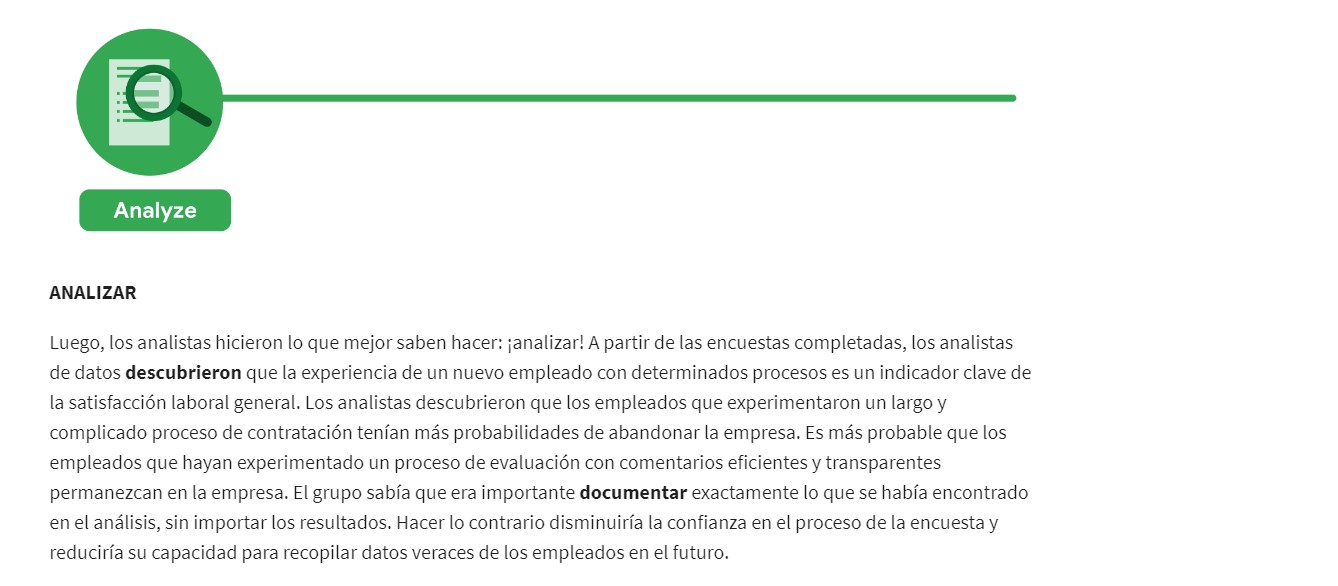 Analyze
ANALIZAR
Luego, los analistas hicieron lo que mejor saben hacer: ¡analizar! A partir de las encuestas completadas, los analistas
de datos descubrieron que la experiencia de un nuevo empleado con determinados procesos es un indicador clave de
la satisfacción laboral general. Los analistas descubrieron que los empleados que experimentaron un largo y
complicado proceso de contratación tenían más probabilidades de abandonar la empresa. Es más probable que los
empleados que hayan experimentado un proceso de evaluación con comentarios eficientes y transparentes
permanezcan en la empresa. El grupo sabía que era importante documentar exactamente lo que se había encontrado
en el análisis, sin importar los resultados. Hacer lo contrario disminuiría la confianza en el proceso de la encuesta y
reduciría su capacidad para recopilar datos veraces de los empleados en el futuro.